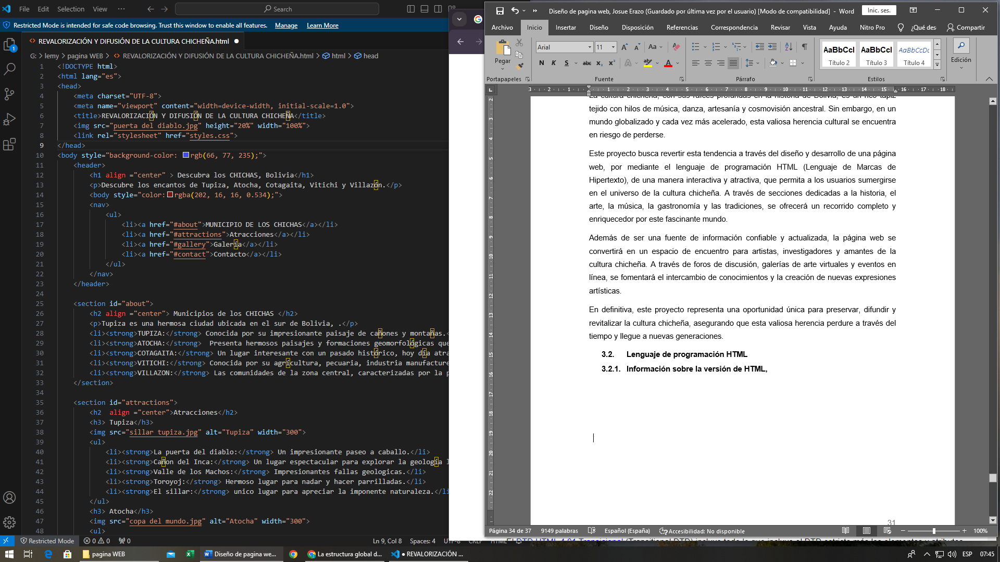 File Edit Selection View ··· Search
Restricted Mode is intended for safe code browsing. Trust this window to enable all features. Manage Learn More
REVALORIZACIÓN Y DIFUSIÓN DE LA CULTURA CHICHEÑA.html
G: > lemy > pagina WEB > REVALORIZACIÓN Y DIFUSIÓN DE LA CULTURA CHICHEÑA.html > html > head
1 <!DOCTYPE html>
2 <html lang="es">
3 <head>
4 <meta charset="UTF-8">
5 <meta name="viewport" content="width=device-width, initial-scale=1.0">
6 <title>REVALORIZACIÓN Y DIFUSIÓN DE LA CULTURA CHICHEÑA</title>
7 <img src="puerta del diablo.jpg" height="20%" width="100%">
8 <link rel="stylesheet" href="styles.css">
9 </head>
10 <body style="background-color: rgb(66, 77, 235);">
11 <header>
12 <h1 align ="center" > Descubra los CHICHAS, Bolivia</h1>
13 <p>Descubre los encantos de Tupiza, Atocha, Cotagaita, Vitichi y Villazón.</p>
14 <body style="color: rgba(202, 16, 16, 0.534);">
15 <nav>
16 <ul>
17 <li><a href="#about">MUNICIPIO DE LOS CHICHAS</a></li>
18 <li><a href="#attractions">Atracciones</a></li>
19 <li><a href="#gallery">Galería</a></li>
20 <li><a href="#contact">Contacto</a></li>
21 </ul>
22 </nav>
23 </header>
24
25 <section id="about">
26 <h2 align ="center"> Municipios de los CHICHAS </h2>
27 <p>Tupiza es una hermosa ciudad ubicada en el sur de Bolivia, .</p>
28 <li><strong>TUPIZA:</strong> Conocida por su impresionante paisaje de cañones y montañas.<
29 <li><strong>ATOCHA:</strong> Presenta hermosos paisajes y formaciones geomorfológicas que
30 <li><strong>COTAGAITA:</strong> Un lugar interesante con un pasado histórico, hoy día atra
31 <li><strong>VITICHI:</strong> Conocida por su agrícultura, pecuaria, industria manufacture
32 <li><strong>VILLAZON:</strong> Las comunidades de la zona central, caracterizadas por la p
33 </section>
34
35 <section id="attractions">
36 <h2 align ="center">Atracciones</h2>
37 <h3> Tupiza</h3>
38 <img src="sillar tupiza.jpg" alt="Tupiza" width="300">
39 <ul>
40 <li><strong>La puerta del diablo:</strong> Un impresionante paseo a caballo.</li>
41 <li><strong>Cañon del Inca:</strong> Un lugar espectacular para explorar la geología l
42 <li><strong>Valle de los Machos:</strong> Impresionantes fallas geologicas.</li>
43 <li><strong>Toroyoj:</strong> Hermoso lugar para nadar y hacer parrilladas.</li>
44 <li><strong>El sillar:</strong> unico lugar para apreciar la imponente naturaleza.</li
45 </ul>
46 <h3> Atocha</h3>
47 <img src="copa del mundo.jpg" alt="Atocha" width="300">
48 <ul>
Restricted Mode 0 0 0 Ln 9, Col 8 Spaces: 4 UTF-8 CRLF HTML
Diseño de pagina web, Josue Erazo (Guardado por última vez por el usuario) [Modo de compatibilidad] - Word Inic. ses.
Archivo Inicio Insertar Diseño Disposición Referencias Correspondencia Revisar Vista Ayuda Nitro Pro ¿Qué des Compartir
Pegar Arial 11 Aa
N K S abc x₂ x² A A
AaBbCcI AaBbCcI AaBbCcDc
Título 2 Título 3 Título 4 Edición
Portapapeles Fuente Párrafo Estilos
3 2 1 1 2 3 4 5 6 7 8 9 10 11 12 13 14 15 16 17 18
La cultura chicheña, con sus raíces profundas en la historia de Bolivia, es un rico tapiz
tejido con hilos de música, danza, artesanía y cosmovisión ancestral. Sin embargo, en un
mundo globalizado y cada vez más acelerado, esta valiosa herencia cultural se encuentra
en riesgo de perderse.
Este proyecto busca revertir esta tendencia a través del diseño y desarrollo de una página
web, por mediante el lenguaje de programación HTML (Lenguaje de Marcas de
Hipertexto), de una manera interactiva y atractiva, que permita a los usuarios sumergirse
en el universo de la cultura chicheña. A través de secciones dedicadas a la historia, el
arte, la música, la gastronomía y las tradiciones, se ofrecerá un recorrido completo y
enriquecedor por este fascinante mundo.
Además de ser una fuente de información confiable y actualizada, la página web se
convertirá en un espacio de encuentro para artistas, investigadores y amantes de la
cultura chicheña. A través de foros de discusión, galerías de arte virtuales y eventos en
línea, se fomentará el intercambio de conocimientos y la creación de nuevas expresiones
artísticas.
En definitiva, este proyecto representa una oportunidad única para preservar, difundir y
revitalizar la cultura chicheña, asegurando que esta valiosa herencia perdure a través del
tiempo y llegue a nuevas generaciones.
3.2. Lenguaje de programación HTML
3.2.1. Información sobre la versión de HTML,
31
Página 34 de 37 9149 palabras Español (España) Accesibilidad: No disponible 100%
pagina WEB Diseño de pagina we... La estructura global d... ● REVALORIZACIÓN ... ESP 07:45